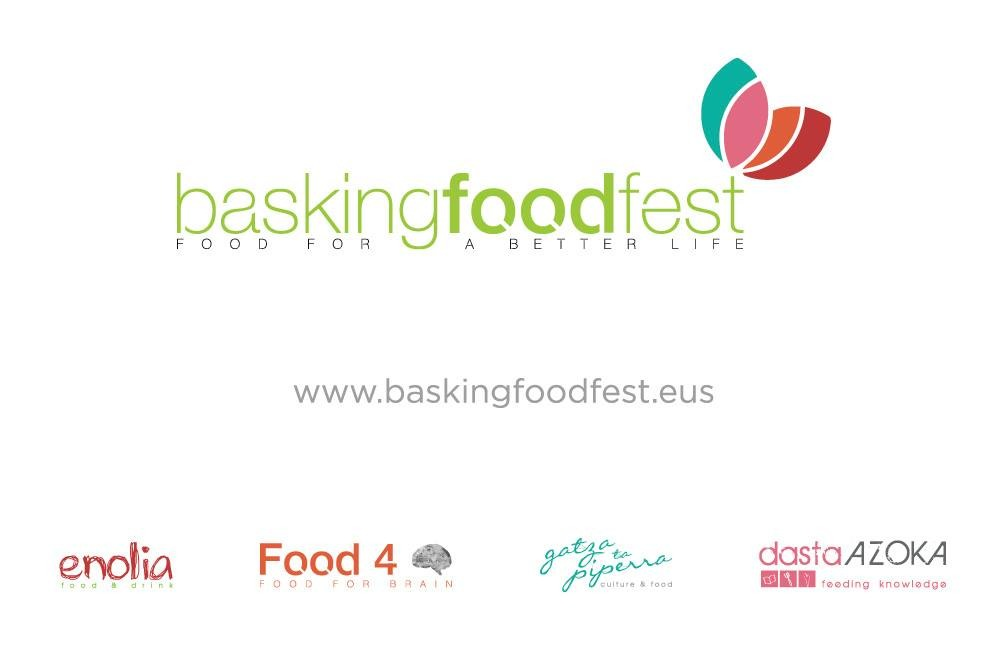 baskingfoodfest
FOOD FOR A BETTER LIFE
www.baskingfoodfest.eus
enolia
food & drink
Food 4
FOOD FOR BRAIN
gatza
ta
piperra
culture & food
dastaAZOKA
feeding knowledge